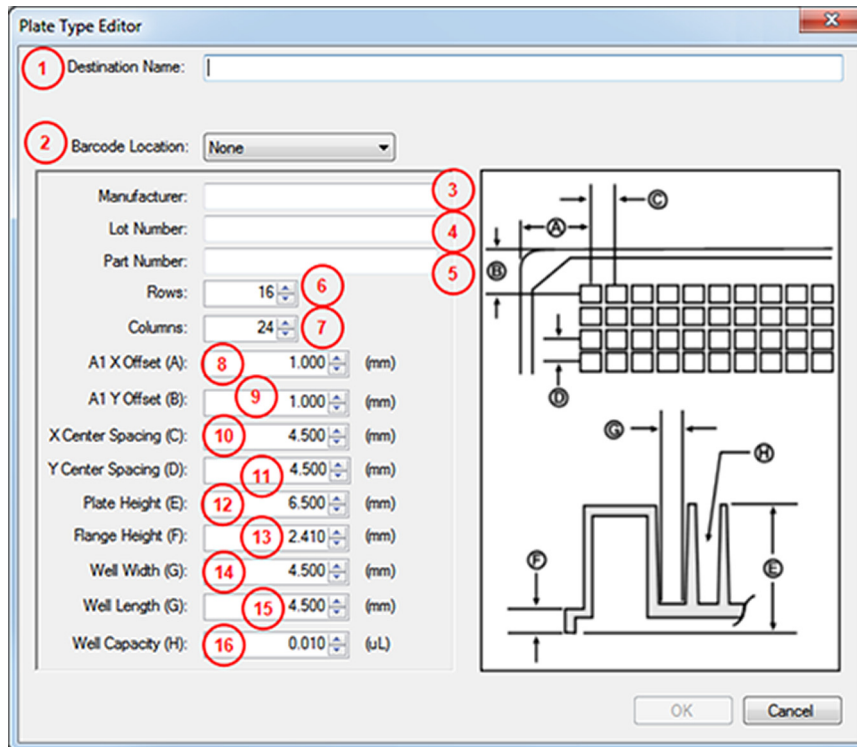 Plate Type Editor
1 Destination Name:
2 Barcode Location: None
Manufacturer: 3
Lot Number: 4
Part Number: 5
Rows: 16 6
Columns: 24 7
A1 X Offset (A): 8 1.000 (mm)
A1 Y Offset (B): 9 1.000 (mm)
X Center Spacing (C): 10 4.500 (mm)
Y Center Spacing (D): 11 4.500 (mm)
Plate Height (E): 12 6.500 (mm)
Flange Height (F): 13 2.410 (mm)
Well Width (G): 14 4.500 (mm)
Well Length (G): 15 4.500 (mm)
Well Capacity (H): 16 0.010 (uL)
C
A
B
D
G
H
F
E
OK Cancel